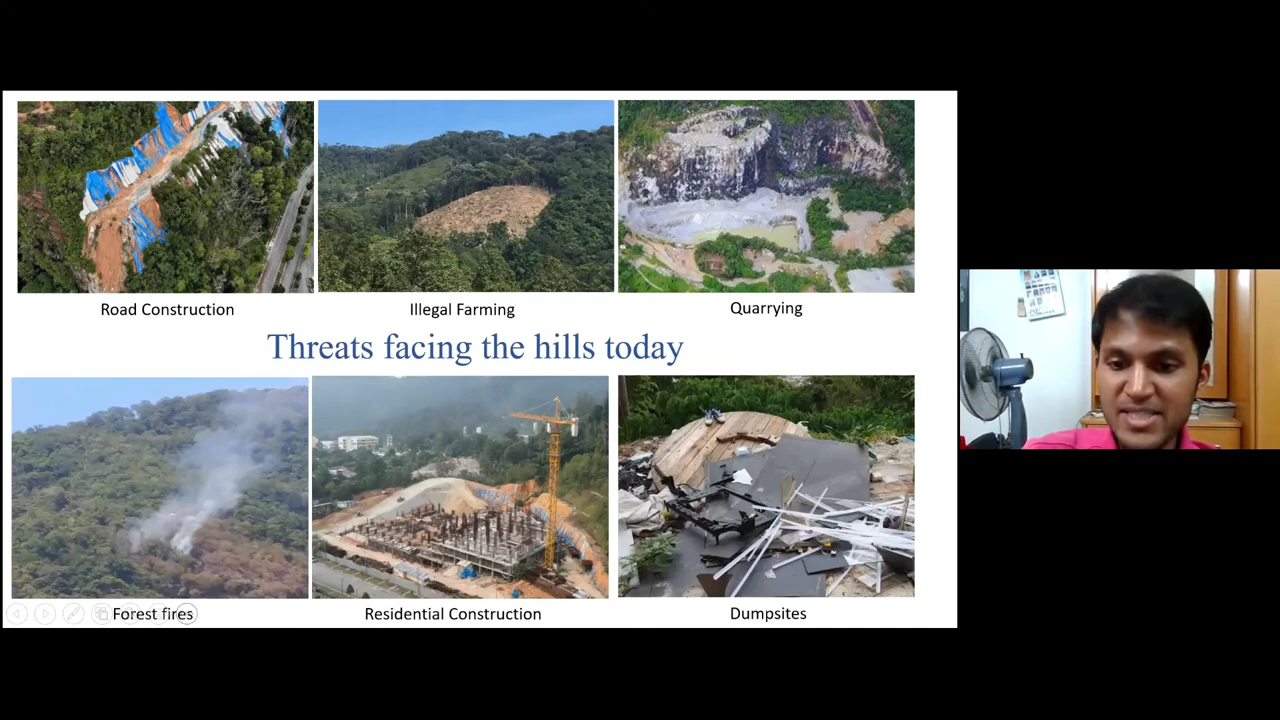 Road Construction
Illegal Farming
Quarrying
Threats facing the hills today
Forest fires
Residential Construction
Dumpsites